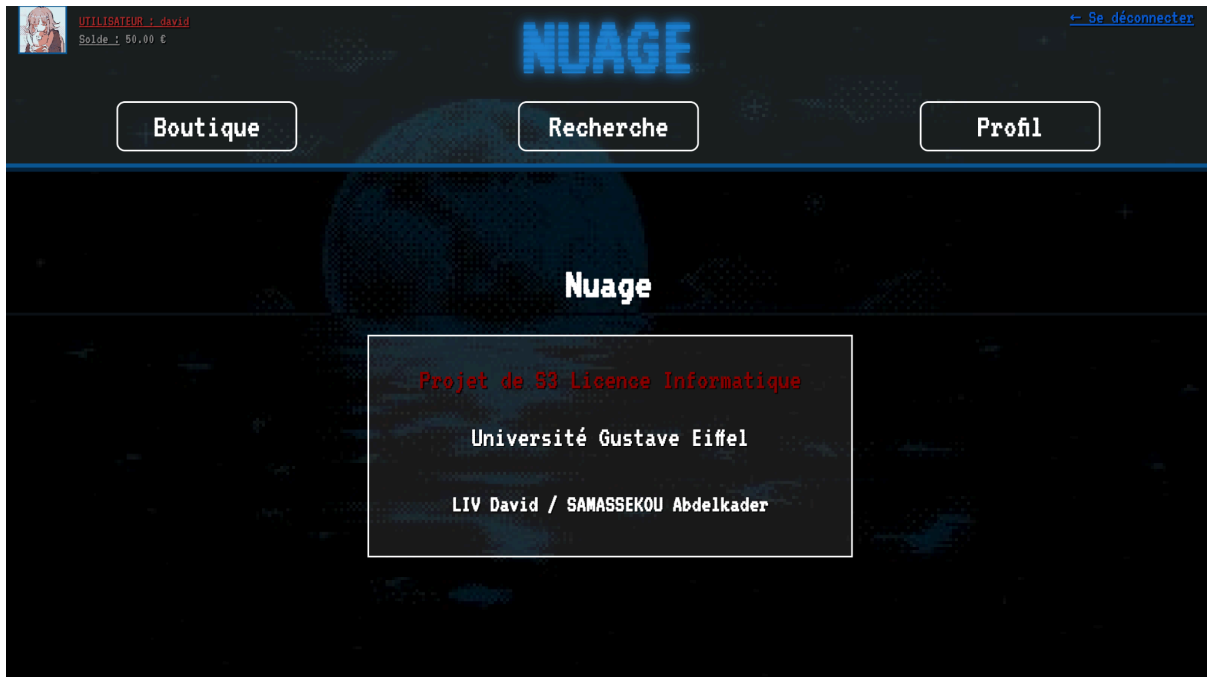 UTILISATEUR : david
Solde : 50.00 €
NUAGE
← Se déconnecter
Boutique
Recherche
Profil
Nuage
Projet de S3 Licence Informatique
Université Gustave Eiffel
LIV David / SAMASSEKOU Abdelkader